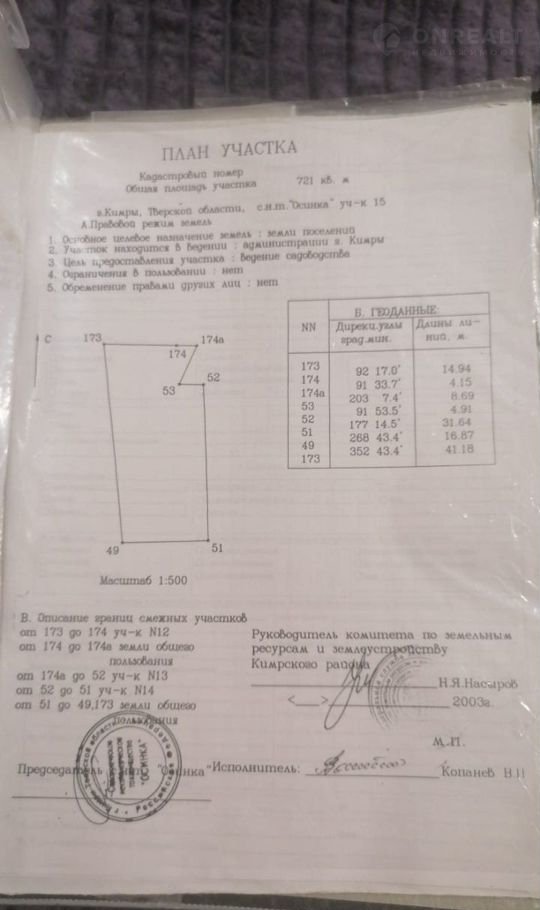 ONREALT
НЕДВИЖИМОСТЬ
ПЛАН УЧАСТКА
Кадастровый номер
Общая площадь участка 721 кв. м
г.Кимры, Тверской области, с.н.т."Осинка" уч-к 15
А.Правовой режим земель
1. Основное целевое назначение земель : земли поселений
2. Участок находится в ведении : администрации г. Кимры
3. Цель предоставления участка : ведение садоводства
4. Ограничения в пользовании : нет
5. Обременение правами других лиц : нет
Б. ГЕОДАННЫЕ
NN Дирекц.углы град.мин. Длины линий, м.
173
92 17.0' 14.94
174
91 33.7' 4.15
174а
203 7.4' 8.69
53
91 53.5' 4.91
52
177 14.5' 31.64
51
268 43.4' 16.87
49
352 43.4' 41.18
173
С
173 174а
174
53 52
49 51
Масштаб 1:500
В. Описание границ смежных участков
от 173 до 174 уч-к N12
от 174 до 174а земли общего
пользования
от 174а до 52 уч-к N13
от 52 до 51 уч-к N14
от 51 до 49,173 земли общего
пользования
Руководитель комитета по земельным
ресурсам и землеустройству
Кимрского района
Н.Я.Насыров
<__> 2003г.
М.П.
Председатель "Осинка"
"ОСИНКА"
Исполнитель: Копанев В.Н